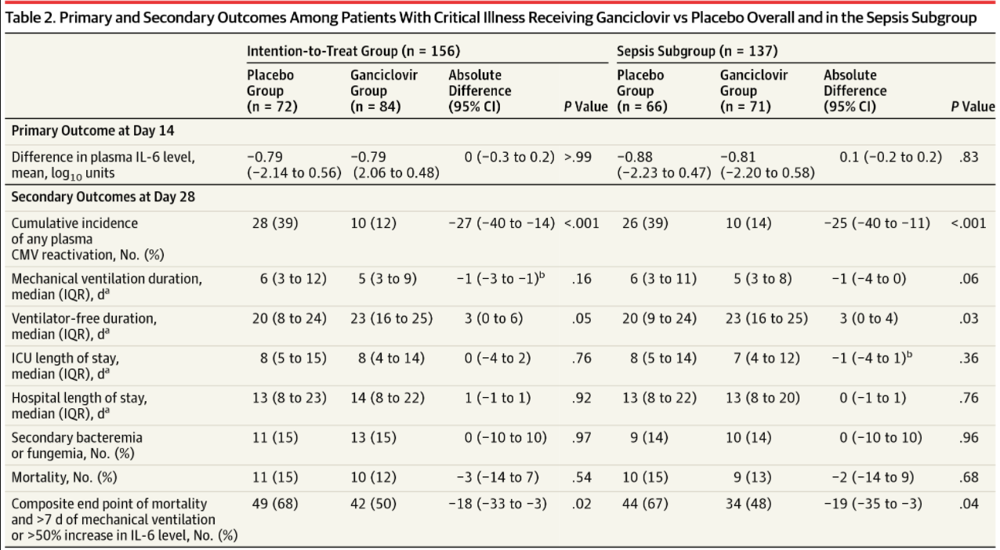 Table 2. Primary and Secondary Outcomes Among Patients With Critical Illness Receiving Ganciclovir vs Placebo Overall and in the Sepsis Subgroup
Intention-to-Treat Group (n = 156) Sepsis Subgroup (n = 137)
Placebo Ganciclovir Absolute Placebo Ganciclovir Absolute
Group Group Difference Group Group Difference
(n = 72) (n = 84) (95% CI) P Value (n = 66) (n = 71) (95% CI) P Value
Primary Outcome at Day 14
Difference in plasma IL-6 level, −0.79 −0.79 0 (−0.3 to 0.2) >.99 −0.88 −0.81 0.1 (−0.2 to 0.2) .83
mean, log10 units (−2.14 to 0.56) (2.06 to 0.48) (−2.23 to 0.47) (−2.20 to 0.58)
Secondary Outcomes at Day 28
Cumulative incidence 28 (39) 10 (12) −27 (−40 to −14) <.001 26 (39) 10 (14) −25 (−40 to −11) <.001
of any plasma
CMV reactivation, No. (%)
Mechanical ventilation duration, 6 (3 to 12) 5 (3 to 9) −1 (−3 to −1)b .16 6 (3 to 11) 5 (3 to 8) −1 (−4 to 0) .06
median (IQR), da
Ventilator-free duration, 20 (8 to 24) 23 (16 to 25) 3 (0 to 6) .05 20 (9 to 24) 23 (16 to 25) 3 (0 to 4) .03
median (IQR), da
ICU length of stay, 8 (5 to 15) 8 (4 to 14) 0 (−4 to 2) .76 8 (5 to 14) 7 (4 to 12) −1 (−4 to 1)b .36
median (IQR), da
Hospital length of stay, 13 (8 to 23) 14 (8 to 22) 1 (−1 to 1) .92 13 (8 to 22) 13 (8 to 20) 0 (−1 to 1) .76
median (IQR), da
Secondary bacteremia 11 (15) 13 (15) 0 (−10 to 10) .97 9 (14) 10 (14) 0 (−10 to 10) .96
or fungemia, No. (%)
Mortality, No. (%) 11 (15) 10 (12) −3 (−14 to 7) .54 10 (15) 9 (13) −2 (−14 to 9) .68
Composite end point of mortality 49 (68) 42 (50) −18 (−33 to −3) .02 44 (67) 34 (48) −19 (−35 to −3) .04
and >7 d of mechanical ventilation
or >50% increase in IL-6 level, No. (%)